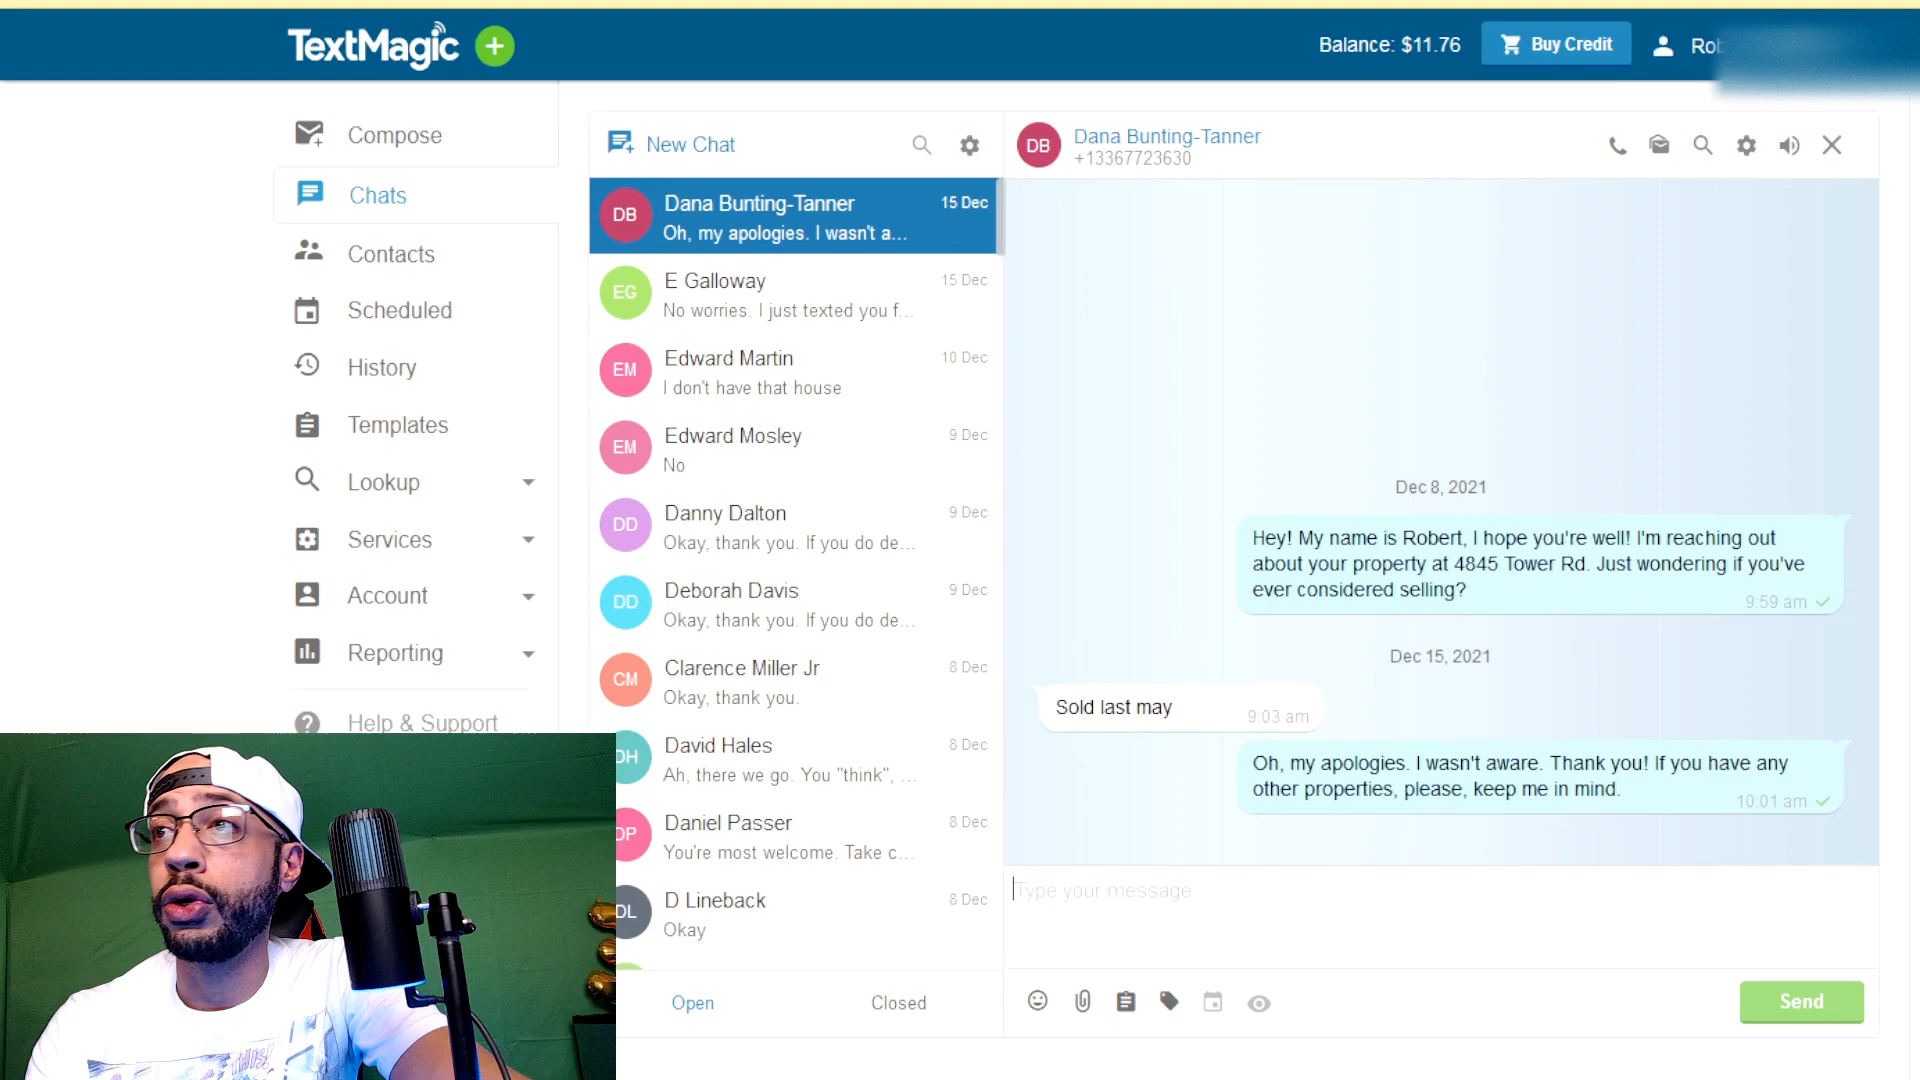 TextMagic
Balance: $11.76
Buy Credit
Compose
Chats
Contacts
Scheduled
History
Templates
Lookup
Services
Account
Reporting
Help & Support
New Chat
DB
Dana Bunting-Tanner
15 Dec
Oh, my apologies. I wasn't a...
EG
E Galloway
15 Dec
No worries. I just texted you f...
EM
Edward Martin
10 Dec
I don't have that house
EM
Edward Mosley
9 Dec
No
DD
Danny Dalton
9 Dec
Okay, thank you. If you do de...
DD
Deborah Davis
9 Dec
Okay, thank you. If you do de...
CM
Clarence Miller Jr
8 Dec
Okay, thank you.
DH
David Hales
8 Dec
Ah, there we go. You "think", ...
DP
Daniel Passer
8 Dec
You're most welcome. Take c...
DL
D Lineback
8 Dec
Okay
Open
Closed
DB
Dana Bunting-Tanner
+13367723630
Dec 8, 2021
Hey! My name is Robert, I hope you're well! I'm reaching out
about your property at 4845 Tower Rd. Just wondering if you've
ever considered selling?
9:59 am
Dec 15, 2021
Sold last may
9:03 am
Oh, my apologies. I wasn't aware. Thank you! If you have any
other properties, please, keep me in mind.
10:01 am
Type your message
Send